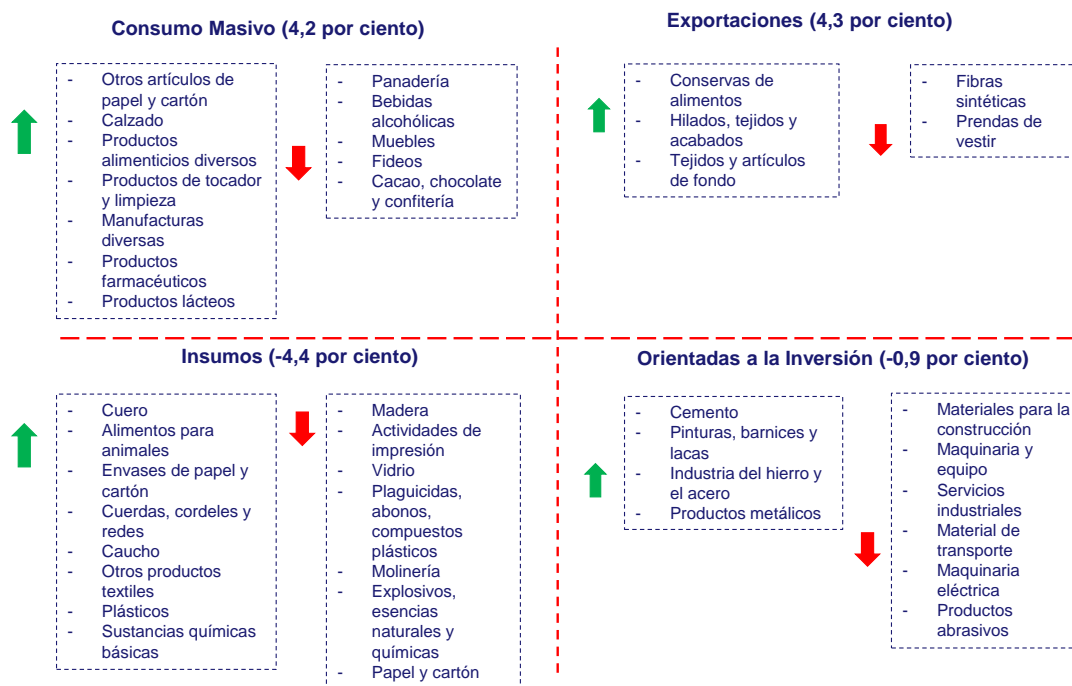 Consumo Masivo (4,2 por ciento)
- Otros artículos de
papel y cartón
- Calzado
- Productos
alimenticios diversos
- Productos de tocador
y limpieza
- Manufacturas
diversas
- Productos
farmacéuticos
- Productos lácteos
- Panadería
- Bebidas
alcohólicas
- Muebles
- Fideos
- Cacao, chocolate
y confitería
Exportaciones (4,3 por ciento)
- Conservas de
alimentos
- Hilados, tejidos y
acabados
- Tejidos y artículos
de fondo
- Fibras
sintéticas
- Prendas de
vestir
Insumos (-4,4 por ciento)
- Cuero
- Alimentos para
animales
- Envases de papel y
cartón
- Cuerdas, cordeles y
redes
- Caucho
- Otros productos
textiles
- Plásticos
- Sustancias químicas
básicas
- Madera
- Actividades de
impresión
- Vidrio
- Plaguicidas,
abonos,
compuestos
plásticos
- Molinería
- Explosivos,
esencias
naturales y
químicas
- Papel y cartón
Orientadas a la Inversión (-0,9 por ciento)
- Cemento
- Pinturas, barnices y
lacas
- Industria del hierro y
el acero
- Productos metálicos
- Materiales para la
construcción
- Maquinaria y
equipo
- Servicios
industriales
- Material de
transporte
- Maquinaria
eléctrica
- Productos
abrasivos